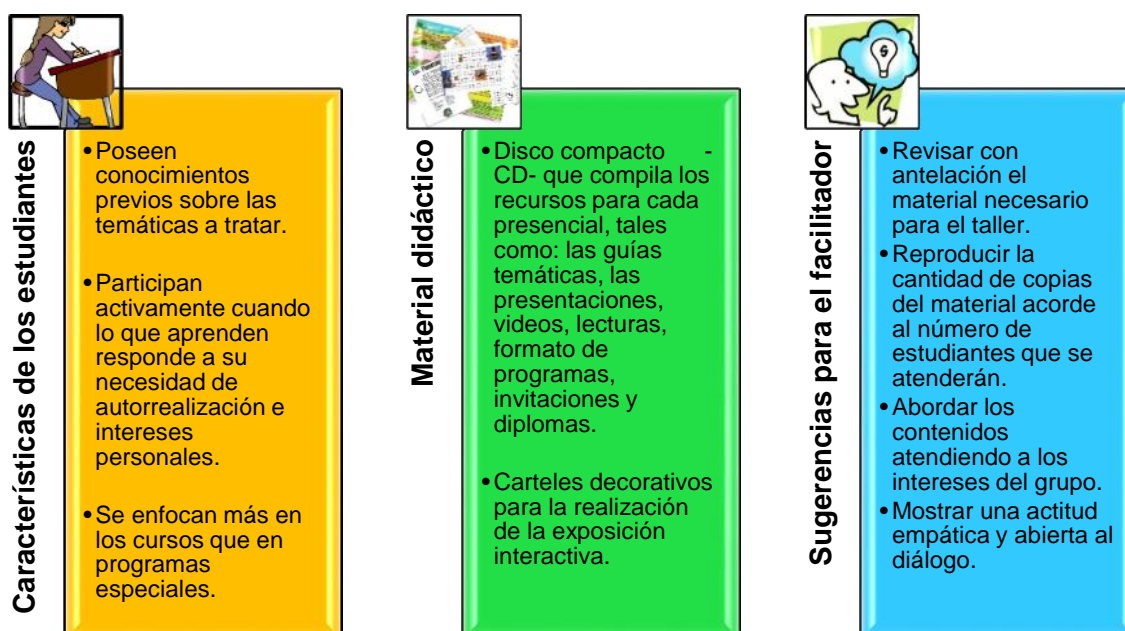 Características de los estudiantes
• Poseen
conocimientos
previos sobre las
temáticas a tratar.
• Participan
activamente cuando
lo que aprenden
responde a su
necesidad de
autorrealización e
intereses
personales.
• Se enfocan más en
los cursos que en
programas
especiales.
Material didáctico
• Disco compacto -
CD- que compila los
recursos para cada
presencial, tales
como: las guías
temáticas, las
presentaciones,
videos, lecturas,
formato de
programas,
invitaciones y
diplomas.
• Carteles decorativos
para la realización
de la exposición
interactiva.
Sugerencias para el facilitador
• Revisar con
antelación el
material necesario
para el taller.
• Reproducir la
cantidad de copias
del material acorde
al número de
estudiantes que se
atenderán.
• Abordar los
contenidos
atendiendo a los
intereses del grupo.
• Mostrar una actitud
empática y abierta al
diálogo.